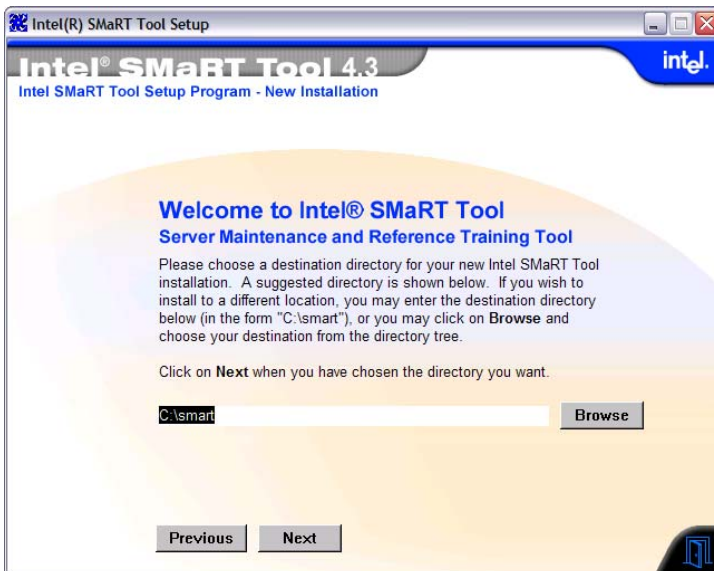 Intel(R) SMaRT Tool Setup
Intel® SMaRT Tool 4.3
intel.
Intel SMaRT Tool Setup Program - New Installation
Welcome to Intel® SMaRT Tool
Server Maintenance and Reference Training Tool
Please choose a destination directory for your new Intel SMaRT Tool
installation. A suggested directory is shown below. If you wish to
install to a different location, you may enter the destination directory
below (in the form "C:\smart"), or you may click on Browse and
choose your destination from the directory tree.
Click on Next when you have chosen the directory you want.
C:\smart
Browse
Previous
Next